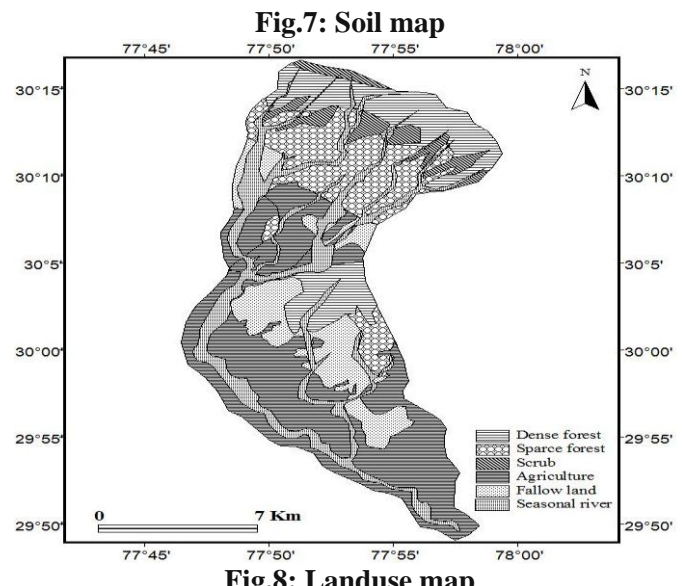 Fig.7: Soil map
77°45' 77°50' 77°55' 78°00'
N
30°15' 30°15'
30°10' 30°10'
30°5' 30°5'
30°00' 30°00'
29°55' 29°55'
29°50' 29°50'
Dense forest
Sparce forest
Scrub
Agriculture
Fallow land
Seasonal river
0 7 Km
77°45' 77°50' 77°55' 78°00'
Fig.8: Landuse map